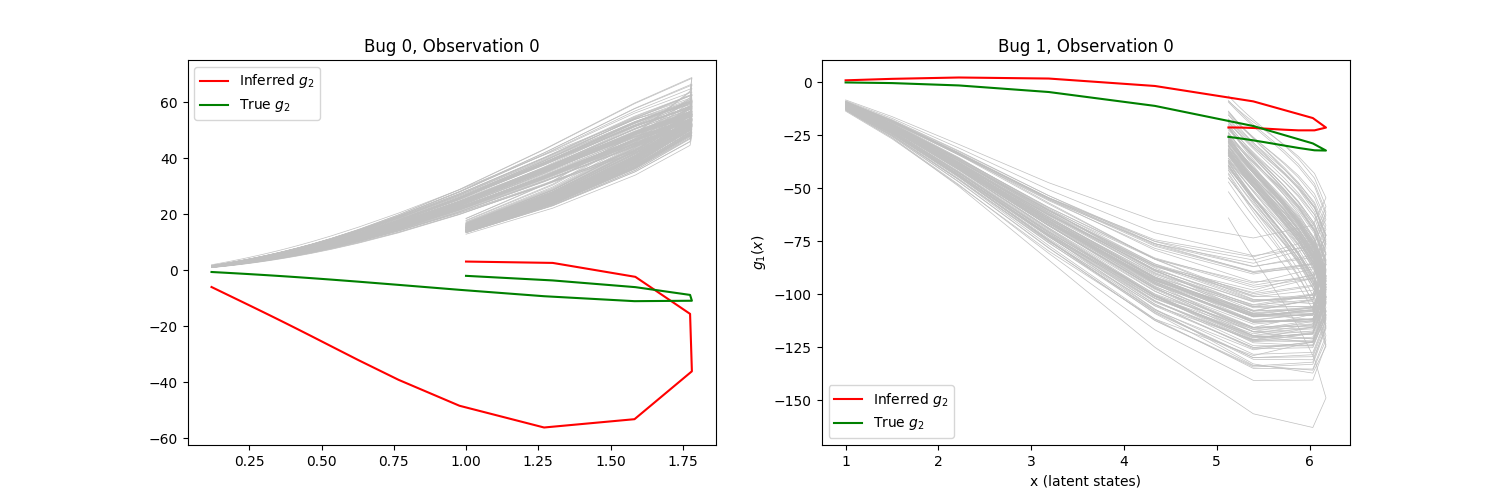 Bug 0, Observation 0
Inferred g₂
True g₂
60
40
20
0
−20
−40
−60
0.25 0.50 0.75 1.00 1.25 1.50 1.75
Bug 1, Observation 0
g₁(x)
0
−25
−50
−75
−100
−125
−150
Inferred g₂
True g₂
1 2 3 4 5 6
x (latent states)